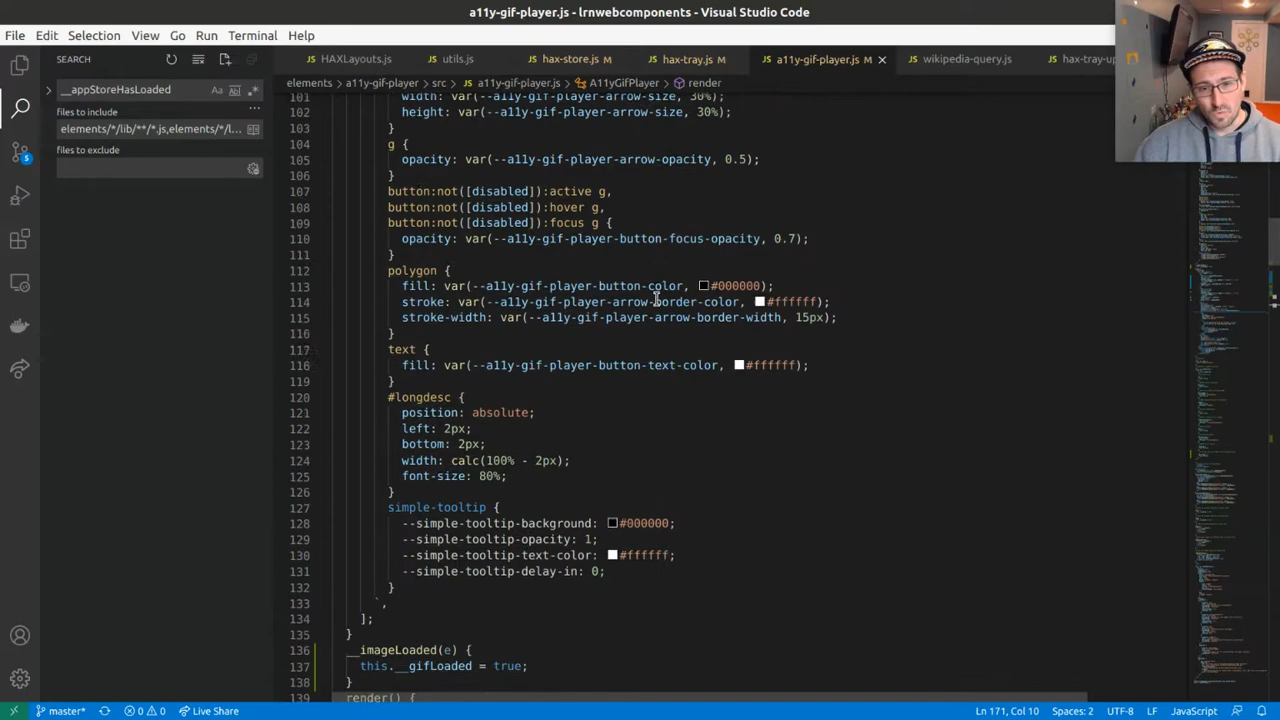 a11y-gif-player.js - lrnwebcomponents - Visual Studio Code
File Edit Selection View Go Run Terminal Help
SEARCH
HAXLayouts.js utils.js hax-store.js M hax-tray.js M a11y-gif-player.js M wikipedia-query.js hax-tray-up
__appStoreHasLoaded
files to include
elements/*/lib/**/*.js,elements/*/l...
files to exclude
elements > a11y-gif-player > src > a11y-gif-player.js > A11yGifPlayer > render
101 width: var(--a11y-gif-player-arrow-size, 30%);
102 height: var(--a11y-gif-player-arrow-size, 30%);
103 }
104 g {
105 opacity: var(--a11y-gif-player-arrow-opacity, 0.5);
106 }
107 button:not([disabled]):active g,
108 button:not([disabled]):hover g,
109 button:not([disabled]):focus g {
110 opacity: var(--a11y-gif-player-button-focus-opacity, 0.7);
111 }
112 polygon {
113 fill: var(--a11y-gif-player-button-color, #000000);
114 stroke: var(--a11y-gif-player-arrow-border-color, #ffffff);
115 stroke-width: var(--a11y-gif-player-arrow-border-width, 15px);
116 }
117 text {
118 fill: var(--a11y-gif-player-button-text-color, #ffffff);
119 }
120 #longdesc {
121 position: absolute;
122 left: 2px;
123 bottom: 2px;
124 width: calc(100% - 2px);
125 font-size: 80%;
126 }
127 simple-tooltip {
128 --simple-tooltip-background: #000000;
129 --simple-tooltip-opacity: 1;
130 --simple-tooltip-text-color: #ffffff;
131 --simple-tooltip-delay-in: 0;
132 }
133 `,
134 ];
135 }
136 __imageLoaded(e) {
137 this.__gifLoaded = true;
138 }
139 render() {
master* 0 0 Live Share Ln 171, Col 10 Spaces: 2 UTF-8 LF JavaScript